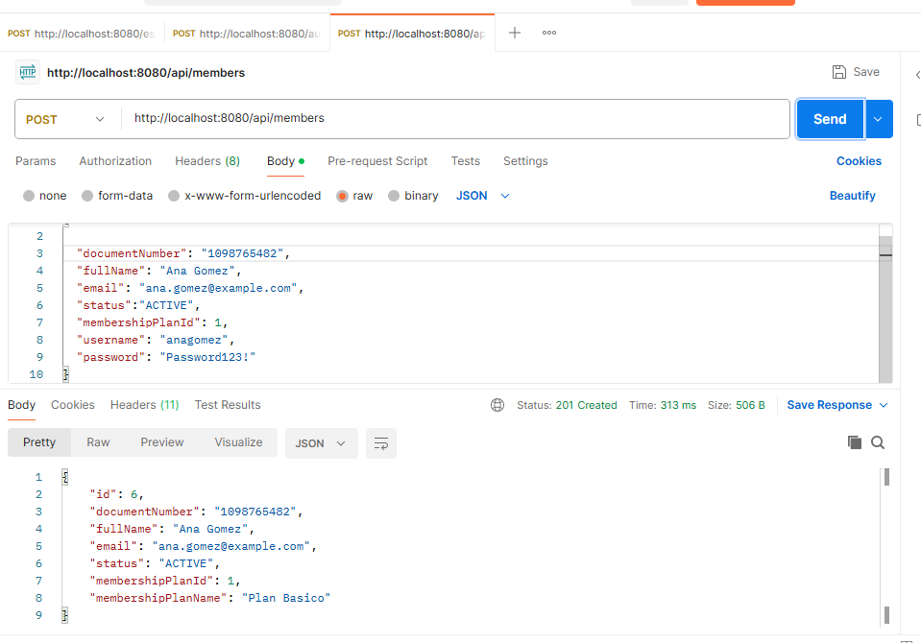 POST http://localhost:8080/es
POST http://localhost:8080/au
POST http://localhost:8080/ap
HTTP http://localhost:8080/api/members
Save
POST
http://localhost:8080/api/members
Send
Params Authorization Headers (8) Body Pre-request Script Tests Settings Cookies
none form-data x-www-form-urlencoded raw binary JSON Beautify
2
3 "documentNumber": "1098765482",
4 "fullName": "Ana Gomez",
5 "email": "ana.gomez@example.com",
6 "status":"ACTIVE",
7 "membershipPlanId": 1,
8 "username": "anagomez",
9 "password": "Password123!"
10 }
Body Cookies Headers (11) Test Results Status: 201 Created Time: 313 ms Size: 506 B Save Response
Pretty Raw Preview Visualize JSON
1 {
2 "id": 6,
3 "documentNumber": "1098765482",
4 "fullName": "Ana Gomez",
5 "email": "ana.gomez@example.com",
6 "status": "ACTIVE",
7 "membershipPlanId": 1,
8 "membershipPlanName": "Plan Basico"
9 }